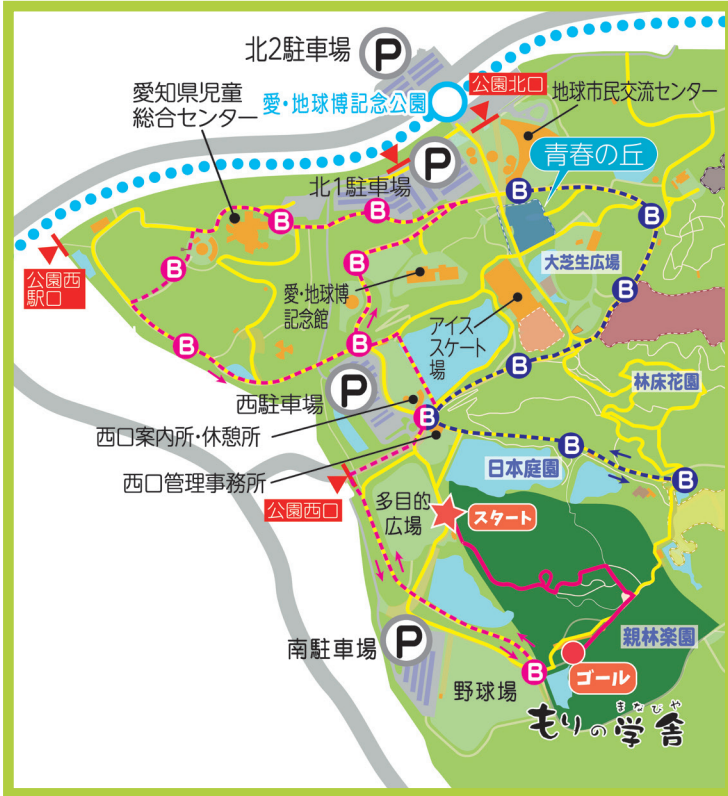 北2駐車場
P
公園北口
愛知県児童
総合センター
愛・地球博記念公園
地球市民交流センター
青春の丘
P
北1駐車場
B
B
B
B
B
B
公園西
駅口
大芝生広場
B
B
愛・地球博
記念館
アイス
スケート
場
B
B
B
林床花園
P
西駐車場
B
西口案内所・休憩所
B
日本庭園
B
西口管理事務所
公園西口
多目的
広場
スタート
P
南駐車場
親林楽園
ゴール
B
野球場
まなびや
もりの学舎